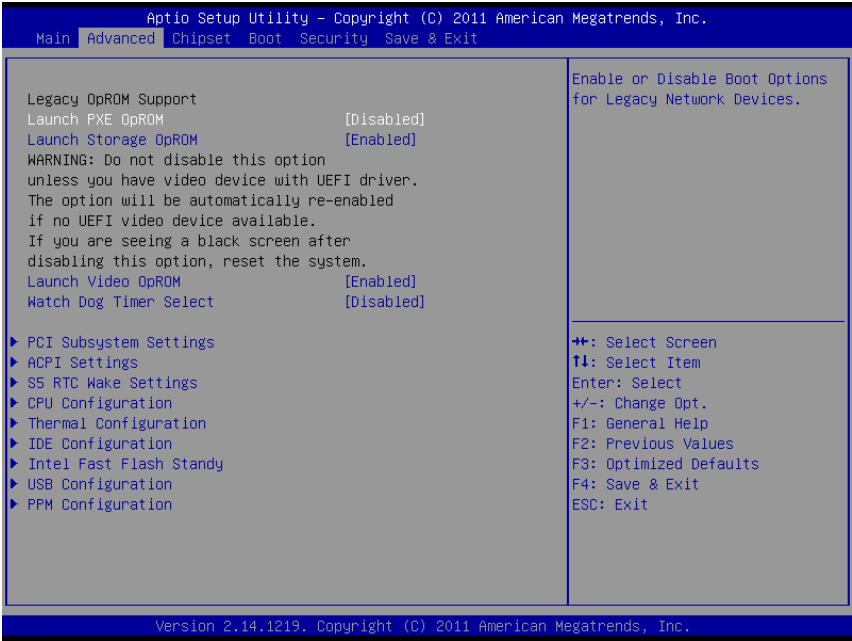 Aptio Setup Utility – Copyright (C) 2011 American Megatrends, Inc.
Main Advanced Chipset Boot Security Save & Exit
Legacy OpROM Support
Launch PXE OpROM [Disabled]
Launch Storage OpROM [Enabled]
WARNING: Do not disable this option
unless you have video device with UEFI driver.
The option will be automatically re-enabled
if no UEFI video device available.
If you are seeing a black screen after
disabling this option, reset the system.
Launch Video OpROM [Enabled]
Watch Dog Timer Select [Disabled]
PCI Subsystem Settings
ACPI Settings
S5 RTC Wake Settings
CPU Configuration
Thermal Configuration
IDE Configuration
Intel Fast Flash Standy
USB Configuration
PPM Configuration
Enable or Disable Boot Options
for Legacy Network Devices.
→←: Select Screen
↑↓: Select Item
Enter: Select
+/-: Change Opt.
F1: General Help
F2: Previous Values
F3: Optimized Defaults
F4: Save & Exit
ESC: Exit
Version 2.14.1219. Copyright (C) 2011 American Megatrends, Inc.